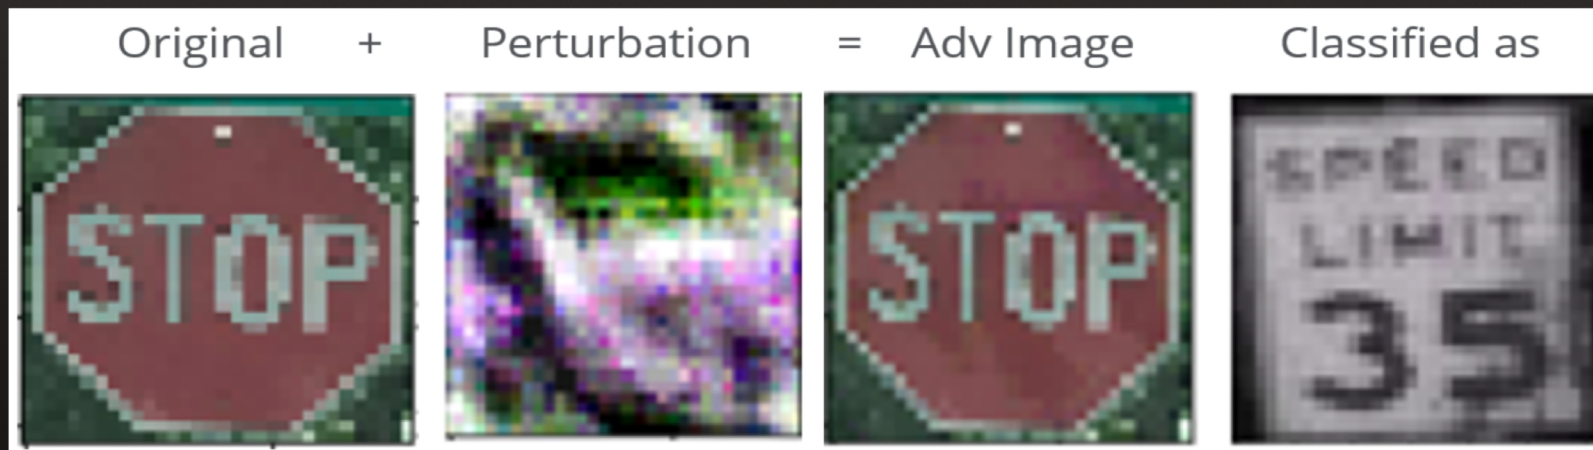 Original + Perturbation = Adv Image Classified as
STOP
STOP
SPEED
LIMIT
35